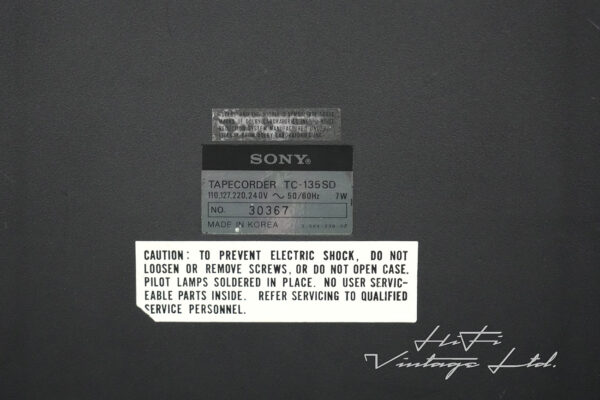 SONY®
TAPECORDER TC-135SD
110,127,220,240V ~ 50/60Hz 7W
NO. 30367
MADE IN KOREA
CAUTION: TO PREVENT ELECTRIC SHOCK, DO NOT
LOOSEN OR REMOVE SCREWS, OR DO NOT OPEN CASE.
PILOT LAMPS SOLDERED IN PLACE. NO USER SERVIC-
EABLE PARTS INSIDE. REFER SERVICING TO QUALIFIED
SERVICE PERSONNEL.
HiFi
Vintage Ltd.